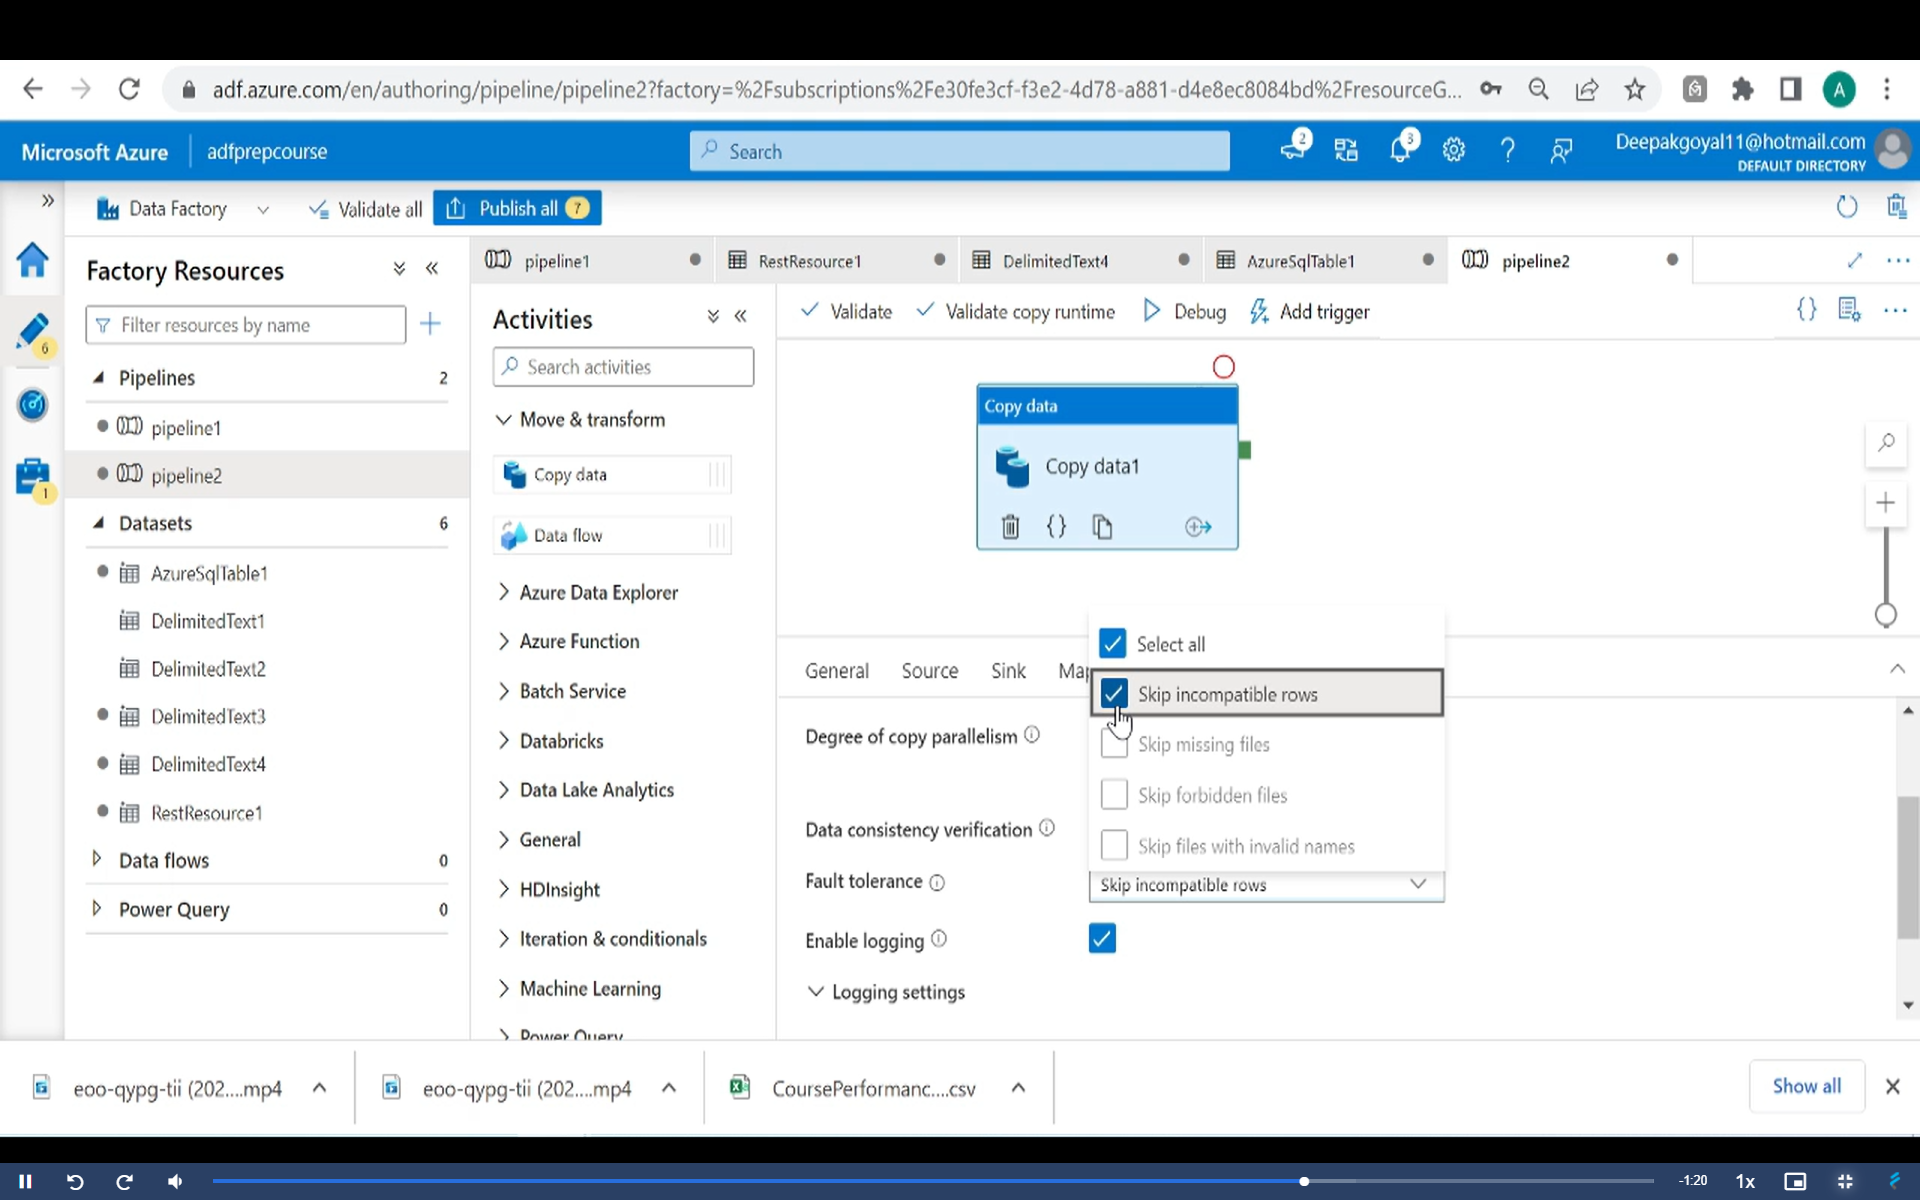 adf.azure.com/en/authoring/pipeline/pipeline2?factory=%2Fsubscriptions%2Fe30fe3cf-f3e2-4d78-a881-d4e8ec8084bd%2FresourceG...
A
Microsoft Azure
adfprepcourse
Search
2
3
Deepakgoyal11@hotmail.com
DEFAULT DIRECTORY
Data Factory
Validate all
Publish all 7
Factory Resources
Filter resources by name
6
1
Pipelines 2
pipeline1
pipeline2
Datasets 6
AzureSqlTable1
DelimitedText1
DelimitedText2
DelimitedText3
DelimitedText4
RestResource1
Data flows 0
Power Query 0
pipeline1
RestResource1
DelimitedText4
AzureSqlTable1
pipeline2
Activities
Search activities
Move & transform
Copy data
Data flow
Azure Data Explorer
Azure Function
Batch Service
Databricks
Data Lake Analytics
General
HDInsight
Iteration & conditionals
Machine Learning
Power Query
Validate
Validate copy runtime
Debug
Add trigger
Copy data
Copy data1
General
Source
Sink
Map
Select all
Skip incompatible rows
Skip missing files
Skip forbidden files
Skip files with invalid names
Degree of copy parallelism
Data consistency verification
Fault tolerance
Skip incompatible rows
Enable logging
Logging settings
eoo-qypg-tii (202....mp4
eoo-qypg-tii (202....mp4
CoursePerformanc....csv
Show all
-1:20
1x